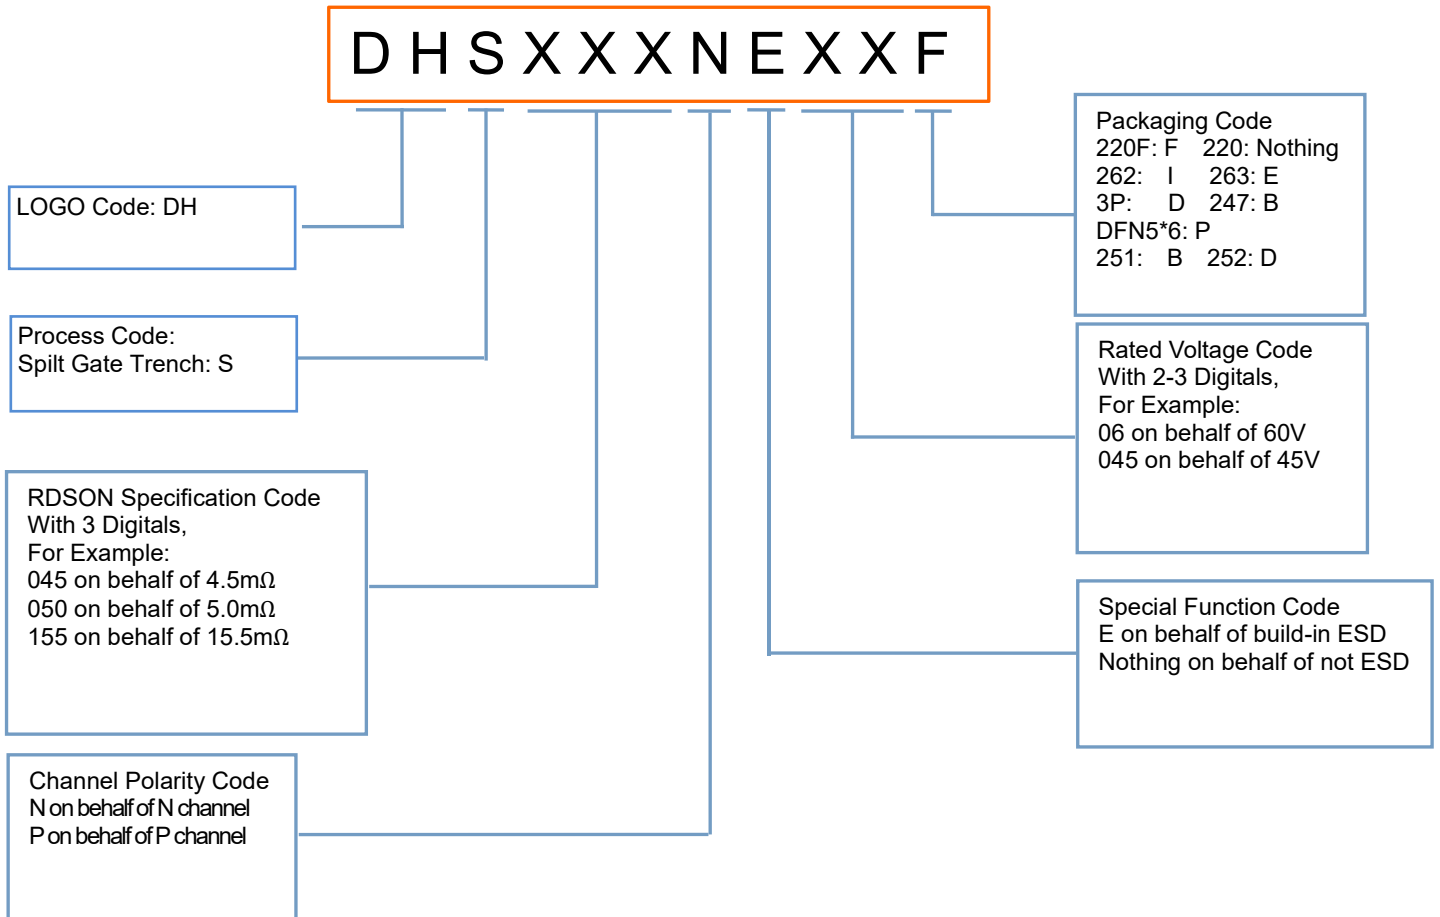 D H S X X X N E X X F
LOGO Code: DH
Process Code:
Spilt Gate Trench: S
RDSON Specification Code
With 3 Digitals,
For Example:
045 on behalf of 4.5mΩ
050 on behalf of 5.0mΩ
155 on behalf of 15.5mΩ
Channel Polarity Code
N on behalf of N channel
P on behalf of P channel
Packaging Code
220F: F 220: Nothing
262: I 263: E
3P: D 247: B
DFN5*6: P
251: B 252: D
Rated Voltage Code
With 2-3 Digitals,
For Example:
06 on behalf of 60V
045 on behalf of 45V
Special Function Code
E on behalf of build-in ESD
Nothing on behalf of not ESD